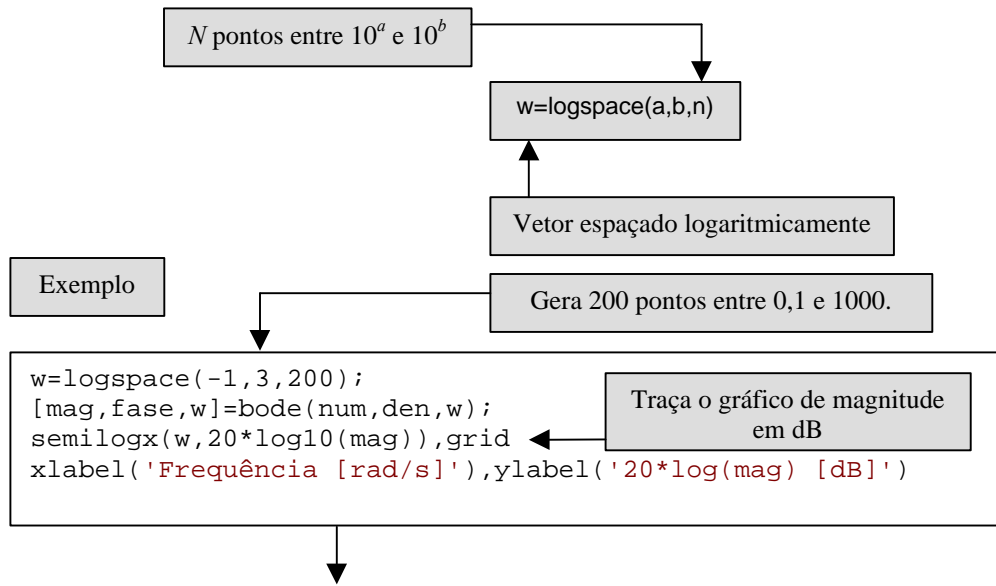 N pontos entre 10^a e 10^b
w=logspace(a,b,n)
Vetor espaçado logaritmicamente
Exemplo
Gera 200 pontos entre 0,1 e 1000.
w=logspace(-1,3,200);
[mag,fase,w]=bode(num,den,w);
semilogx(w,20*log10(mag)),grid
xlabel('Frequência [rad/s]'),ylabel('20*log(mag) [dB]')
Traça o gráfico de magnitude
em dB